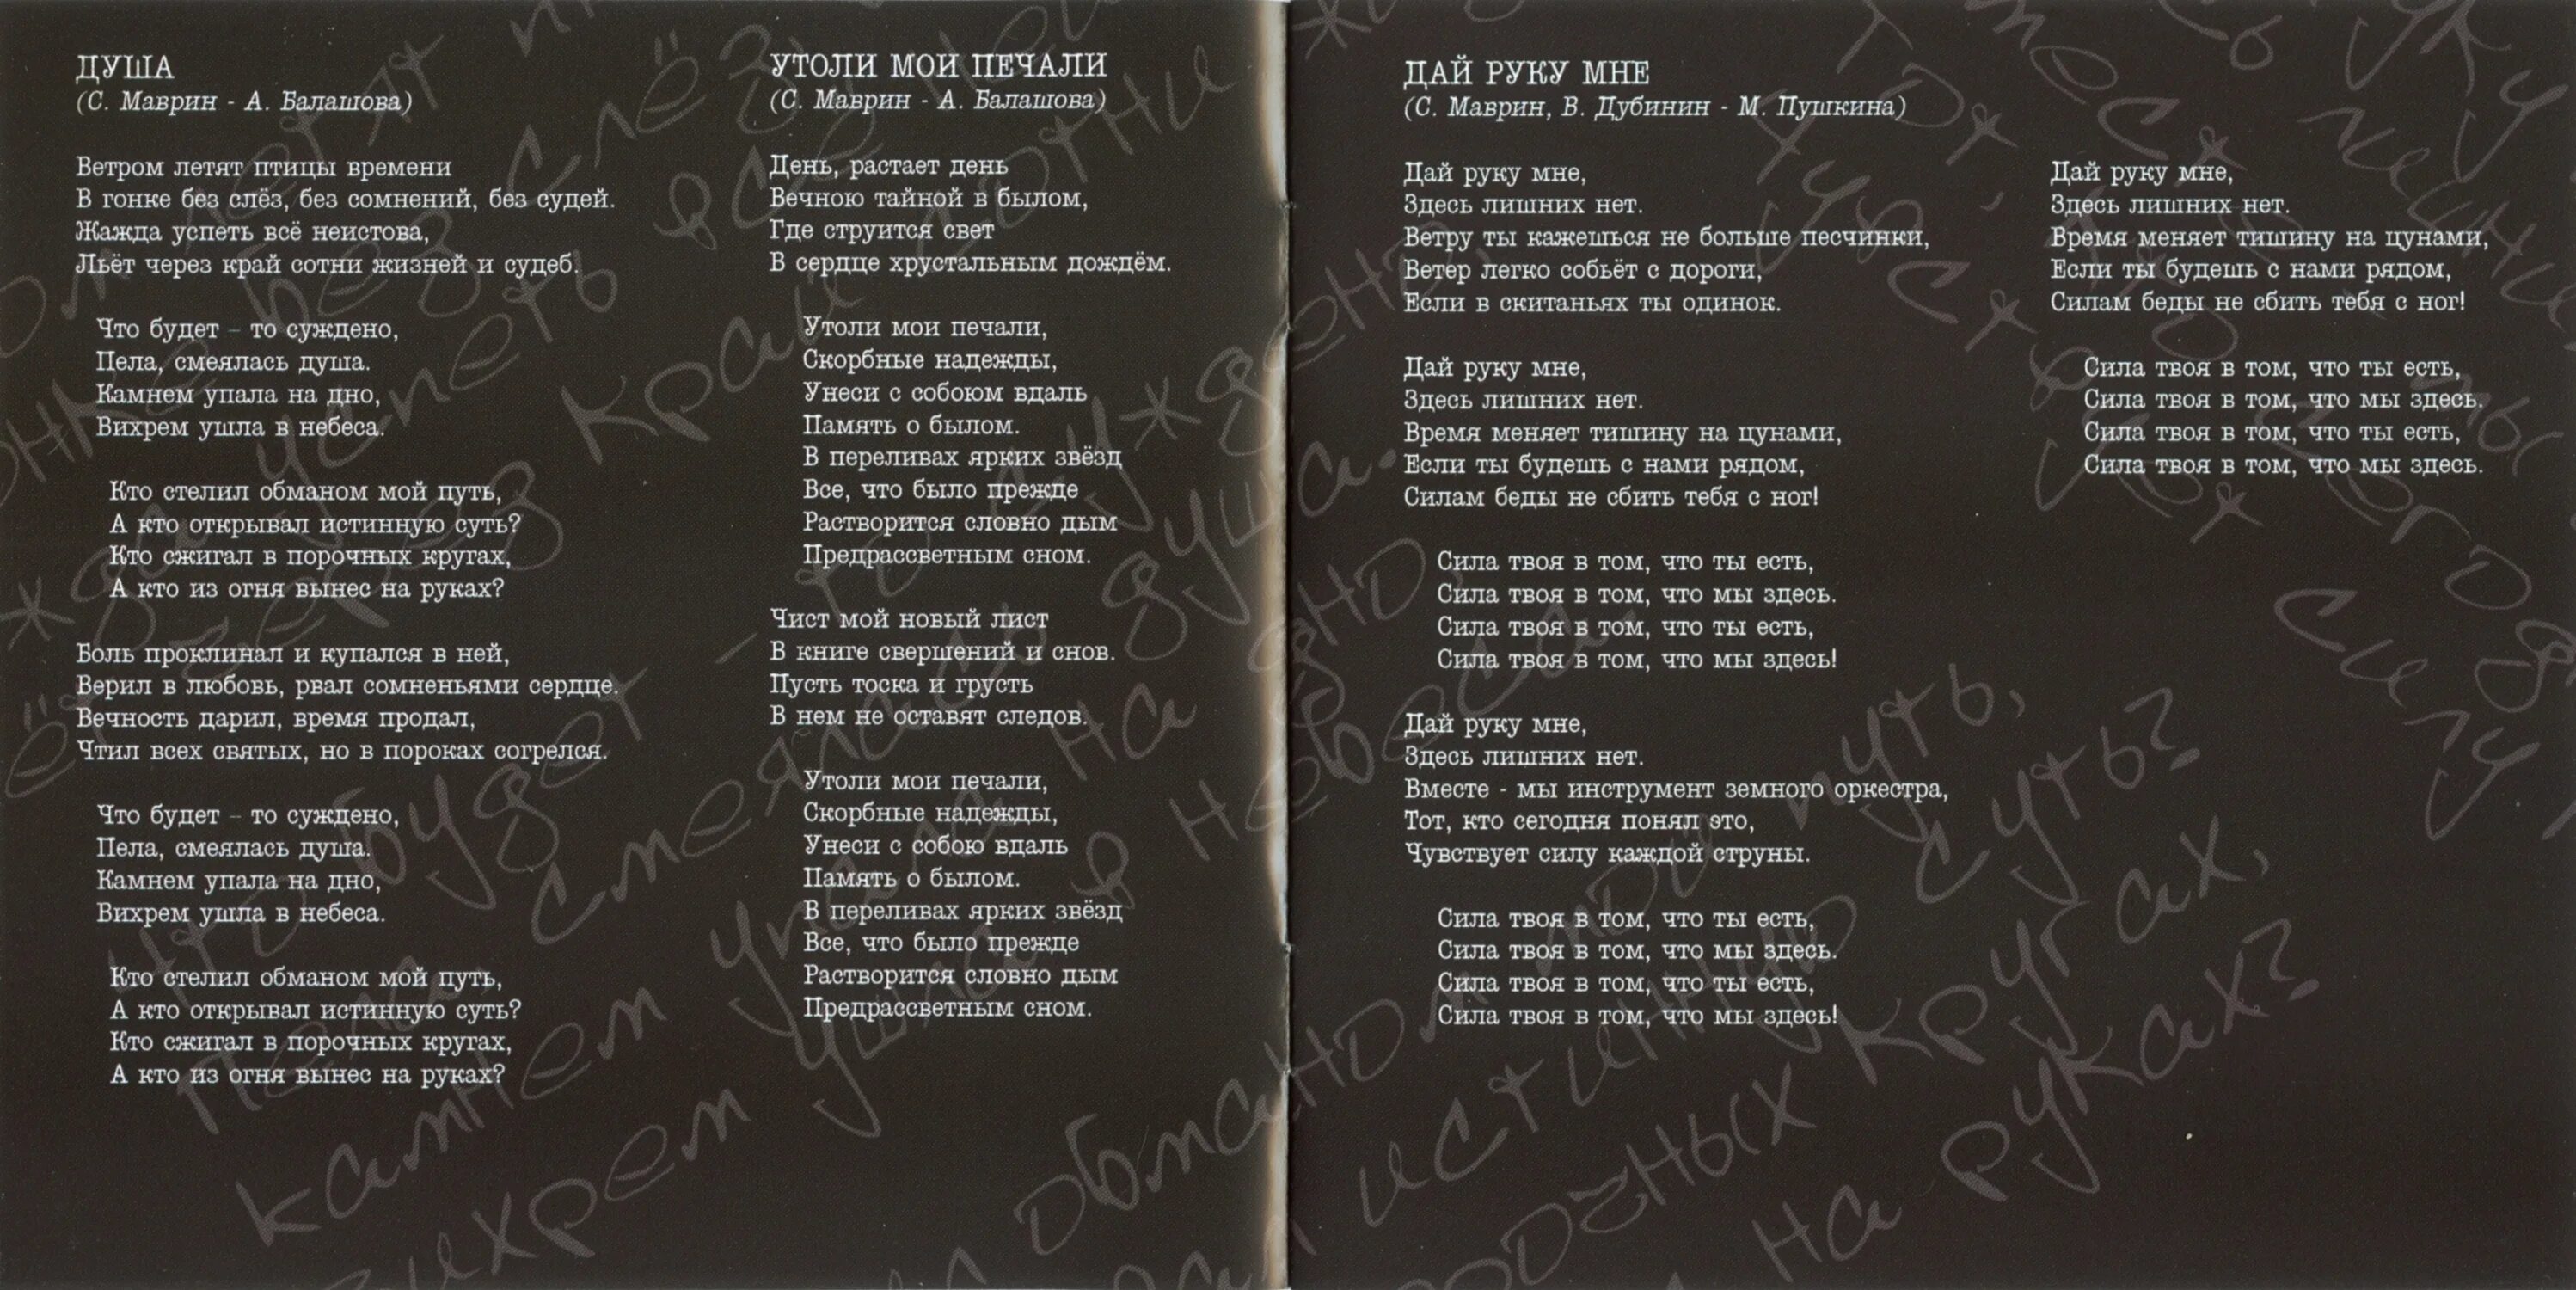 ДУША
(С. Маврин - А. Балашова)
Ветром летят птицы времени
В гонке без слёз, без сомнений, без судей.
Жажда успеть всё неистова,
Льёт через край сотни жизней и судеб.
Что будет – то суждено,
Пела, смеялась душа.
Камнем упала на дно,
Вихрем ушла в небеса.
Кто стелил обманом мой путь,
А кто открывал истинную суть?
Кто сжигал в порочных кругах,
А кто из огня вынес на руках?
Боль проклинал и купался в ней,
Верил в любовь, рвал сомненьями сердце.
Вечность дарил, время продал,
Чтил всех святых, но в пороках согрелся.
Что будет – то суждено,
Пела, смеялась душа.
Камнем упала на дно,
Вихрем ушла в небеса.
Кто стелил обманом мой путь,
А кто открывал истинную суть?
Кто сжигал в порочных кругах,
А кто из огня вынес на руках?
УТОЛИ МОИ ПЕЧАЛИ
(С. Маврин - А. Балашова)
День, растает день
Вечною тайной в былом,
Где струится свет
В сердце хрустальным дождём.
Утоли мои печали,
Скорбные надежды,
Унеси с собоюм вдаль
Память о былом.
В переливах ярких звёзд
Все, что было прежде
Растворится словно дым
Предрассветным сном.
Чист мой новый лист
В книге свершений и снов.
Пусть тоска и грусть
В нем не оставят следов.
Утоли мои печали,
Скорбные надежды,
Унеси с собою вдаль
Память о былом.
В переливах ярких звёзд
Все, что было прежде
Растворится словно дым
Предрассветным сном.
ДАЙ РУКУ МНЕ
(С. Маврин, В. Дубинин - М. Пушкина)
Дай руку мне,
Здесь лишних нет.
Ветру ты кажешься не больше песчинки,
Ветер легко собьёт с дороги,
Если в скитаньях ты одинок.
Дай руку мне,
Здесь лишних нет.
Время меняет тишину на цунами,
Если ты будешь с нами рядом,
Силам беды не сбить тебя с ног!
Сила твоя в том, что ты есть,
Сила твоя в том, что мы здесь.
Сила твоя в том, что ты есть,
Сила твоя в том, что мы здесь!
Дай руку мне,
Здесь лишних нет.
Вместе - мы инструмент земного оркестра,
Тот, кто сегодня понял это,
Чувствует силу каждой струны.
Сила твоя в том, что ты есть,
Сила твоя в том, что мы здесь.
Сила твоя в том, что ты есть,
Сила твоя в том, что мы здесь!
Дай руку мне,
Здесь лишних нет.
Время меняет тишину на цунами,
Если ты будешь с нами рядом,
Силам беды не сбить тебя с ног!
Сила твоя в том, что ты есть,
Сила твоя в том, что мы здесь.
Сила твоя в том, что ты есть,
Сила твоя в том, что мы здесь.